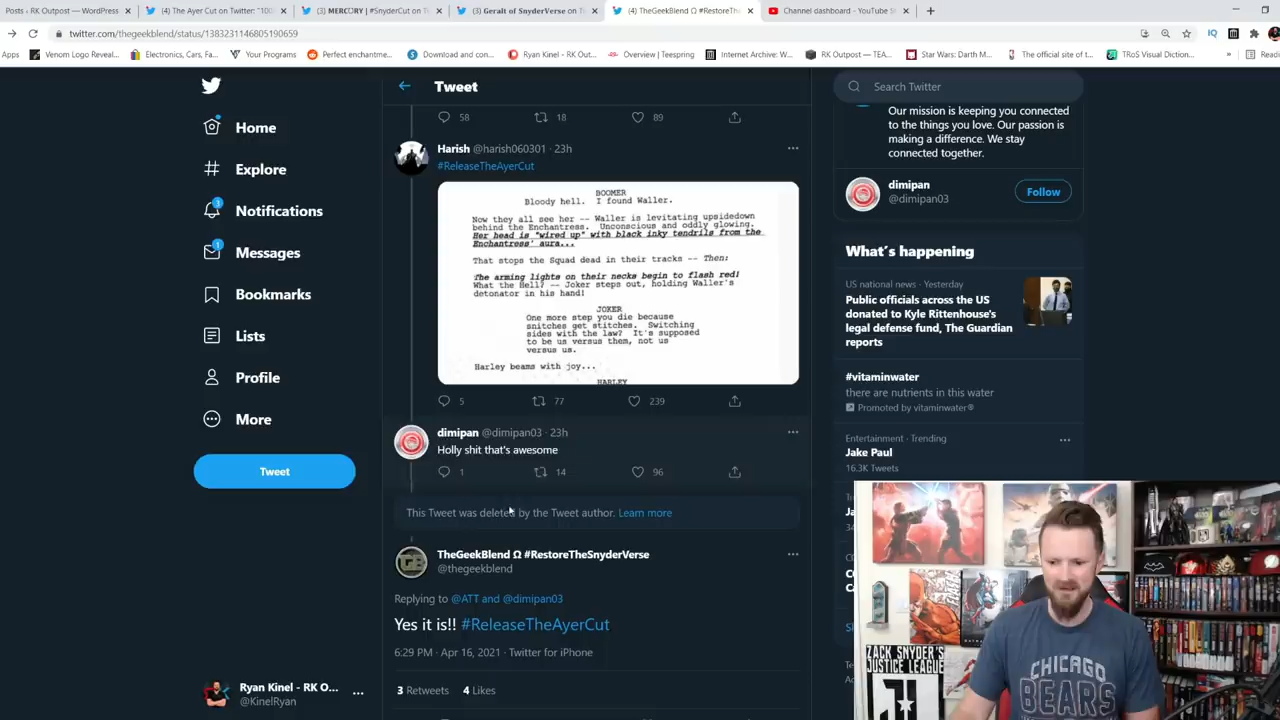 Posts ‹ RK Outpost — WordPress
(4) The Ayer Cut on Twitter: "100
(3) MERCØRY | #SnyderCut on T
(3) Geralt of SnyderVerse on T
(4) TheGeekBlend Ω #RestoreThe
Channel dashboard - YouTube S
twitter.com/thegeekblend/status/1383231146805190659
Apps
Venom Logo Reveal...
Electronics, Cars, Fa...
Your Programs
Perfect enchantme...
Download and con...
Ryan Kinel - RK Out...
Overview | Teespring
Internet Archive: W...
RK Outpost — TEA...
Star Wars: Darth M...
The official site of t...
TRoS Visual Dictio...
»
Readi
Home
Explore
Notifications
3
Messages
1
Bookmarks
Lists
Profile
More
Tweet
Ryan Kinel - RK O...
@KinelRyan
Tweet
58
18
89
Harish @harish060301 · 23h
#ReleaseTheAyerCut
BOOMER
Bloody hell. I found Waller.
Now they all see her -- Waller is levitating upsidedown
behind the Enchantress. Unconscious and oddly glowing.
Her head is "wired up" with black inky tendrils from the
Enchantress' aura...
That stops the Squad dead in their tracks -- Then:
The arming lights on their necks begin to flash red!
What the Hell? -- Joker steps out, holding Waller's
detonator in his hand!
JOKER
One more step you die because
snitches get stitches. Switching
sides with the law? It's supposed
to be us versus them, not us
versus us.
Harley beams with joy...
HARLEY
5
77
239
dimipan @dimipan03 · 23h
Holly shit that's awesome
1
14
96
This Tweet was deleted by the Tweet author. Learn more
TheGeekBlend Ω #RestoreTheSnyderVerse
@thegeekblend
Replying to @ATT and @dimipan03
Yes it is!! #ReleaseTheAyerCut
6:29 PM · Apr 16, 2021 · Twitter for iPhone
3 Retweets 4 Likes
Search Twitter
Our mission is keeping you connected
to the things you love. Our passion is
making a difference. We stay
connected together.
dimipan
@dimipan03
Follow
What's happening
US national news · Yesterday
Public officials across the US
donated to Kyle Rittenhouse's
legal defense fund, The Guardian
reports
#vitaminwater
there are nutrients in this water
Promoted by vitaminwater®
Entertainment · Trending
Jake Paul
16.3K Tweets
ZACK SNYDER'S
JUSTICE LEAGUE
CHICAGO
BEARS